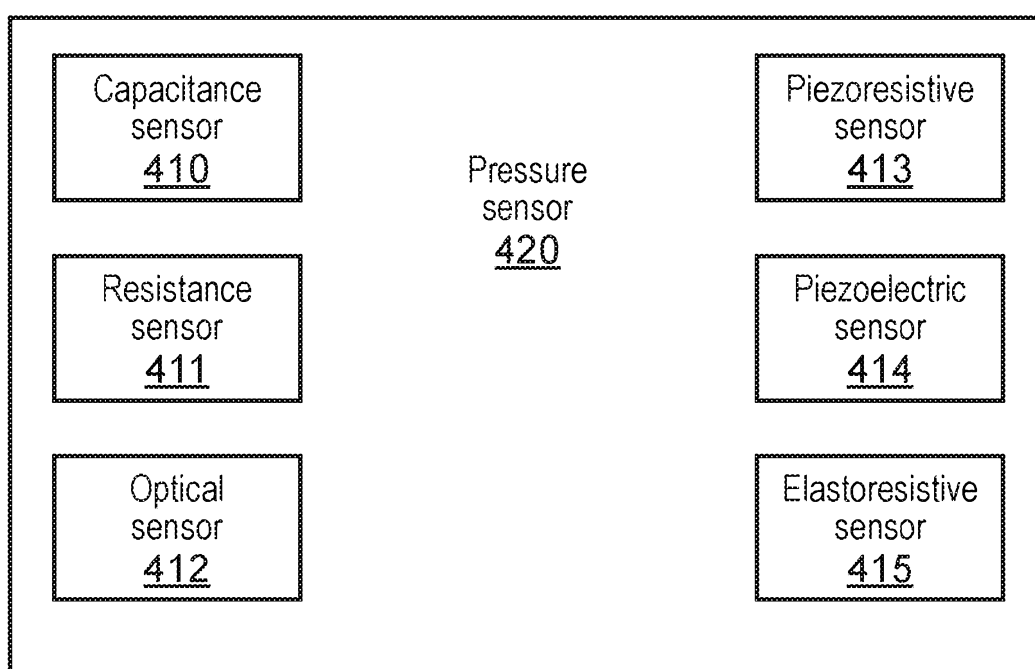 Capacitance
sensor
410
Resistance
sensor
411
Optical
sensor
412
Pressure
sensor
420
Piezoresistive
sensor
413
Piezoelectric
sensor
414
Elastoresistive
sensor
415